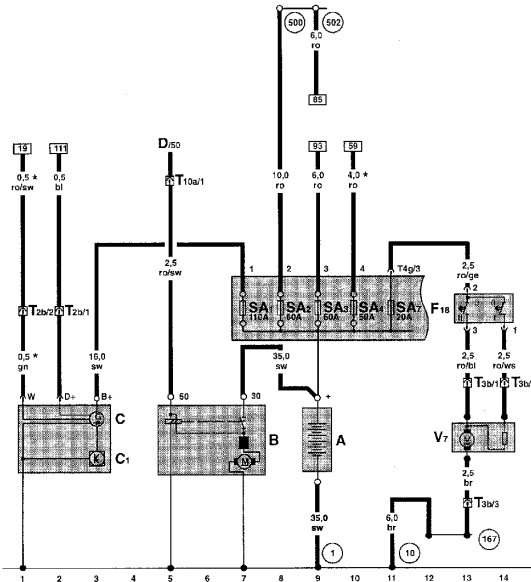 500 502
6,0
ro
85
19 111 D/50 93 59
0,5 * 0,5 T10a/1 10,0 6,0 4,0 *
ro/sw bl ro ro ro
2,5
ro/sw
1 2 3 4 T4g/3
2,5
ro/ge
2
SA1 SA2 SA3 SA4 SA7 F18
110A 60A 50A 20A
T2b/2 T2b/1
3 1
0,5 * 16,0 35,0 2,5 2,5
gn sw sw ro/bl ro/ws
T3b/1 T3b/
W D+ B+ 50 30 +
C B A V7
G M M
C1
K
2,5
br
T3b/3
35,0 6,0
sw br
1 10 167
1 2 3 4 5 6 7 8 9 10 11 12 13 14